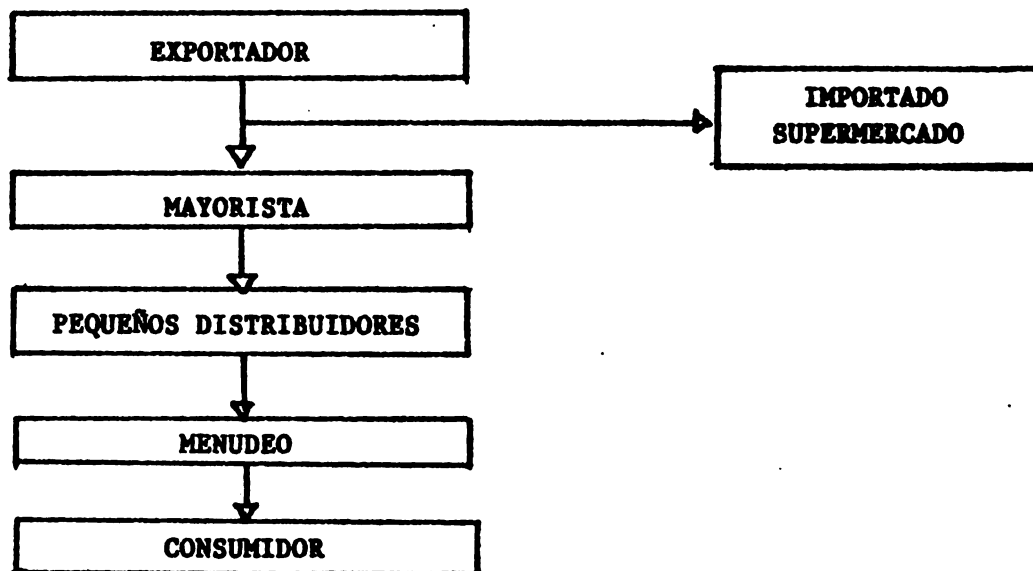 EXPORTADOR
IMPORTADO
SUPERMERCADO
MAYORISTA
PEQUEÑOS DISTRIBUIDORES
MENUDEO
CONSUMIDOR